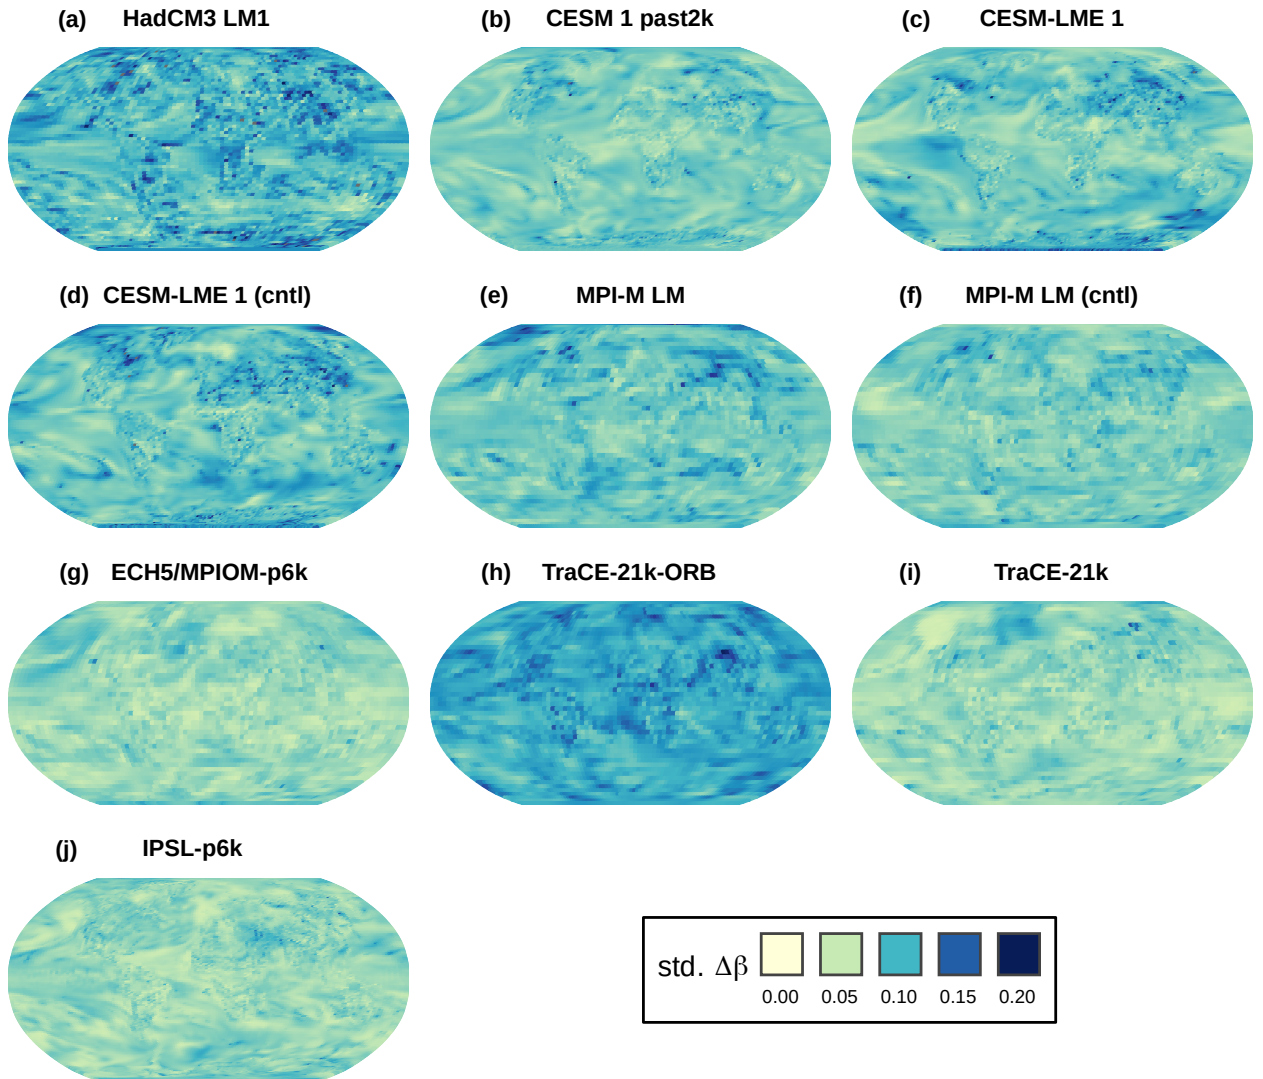 (a) HadCM3 LM1
(b) CESM 1 past2k
(c) CESM-LME 1
(d) CESM-LME 1 (cntl)
(e) MPI-M LM
(f) MPI-M LM (cntl)
(g) ECH5/MPIOM-p6k
(h) TraCE-21k-ORB
(i) TraCE-21k
(j) IPSL-p6k
std. Δβ
0.00 0.05 0.10 0.15 0.20